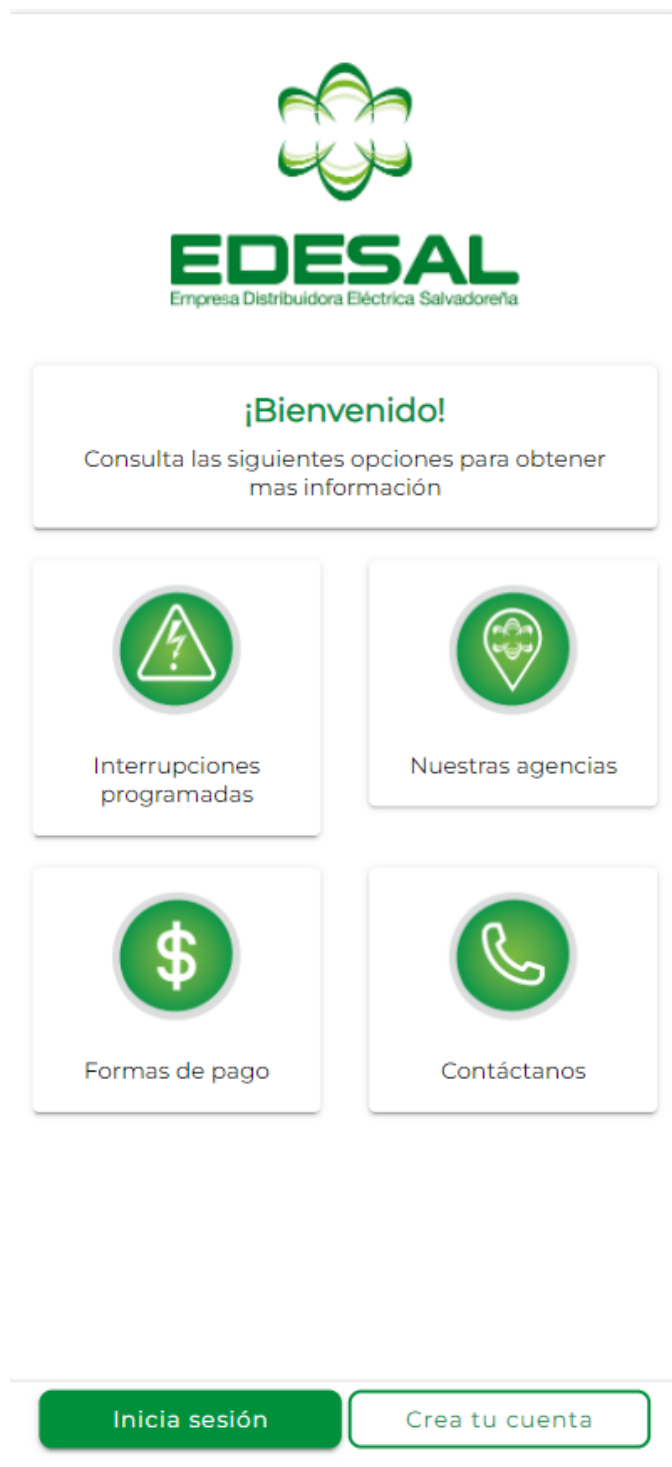 EDESAL
Empresa Distribuidora Eléctrica Salvadoreña
¡Bienvenido!
Consulta las siguientes opciones para obtener
mas información
Interrupciones
programadas
Nuestras agencias
$
Formas de pago
Contáctanos
Inicia sesión
Crea tu cuenta